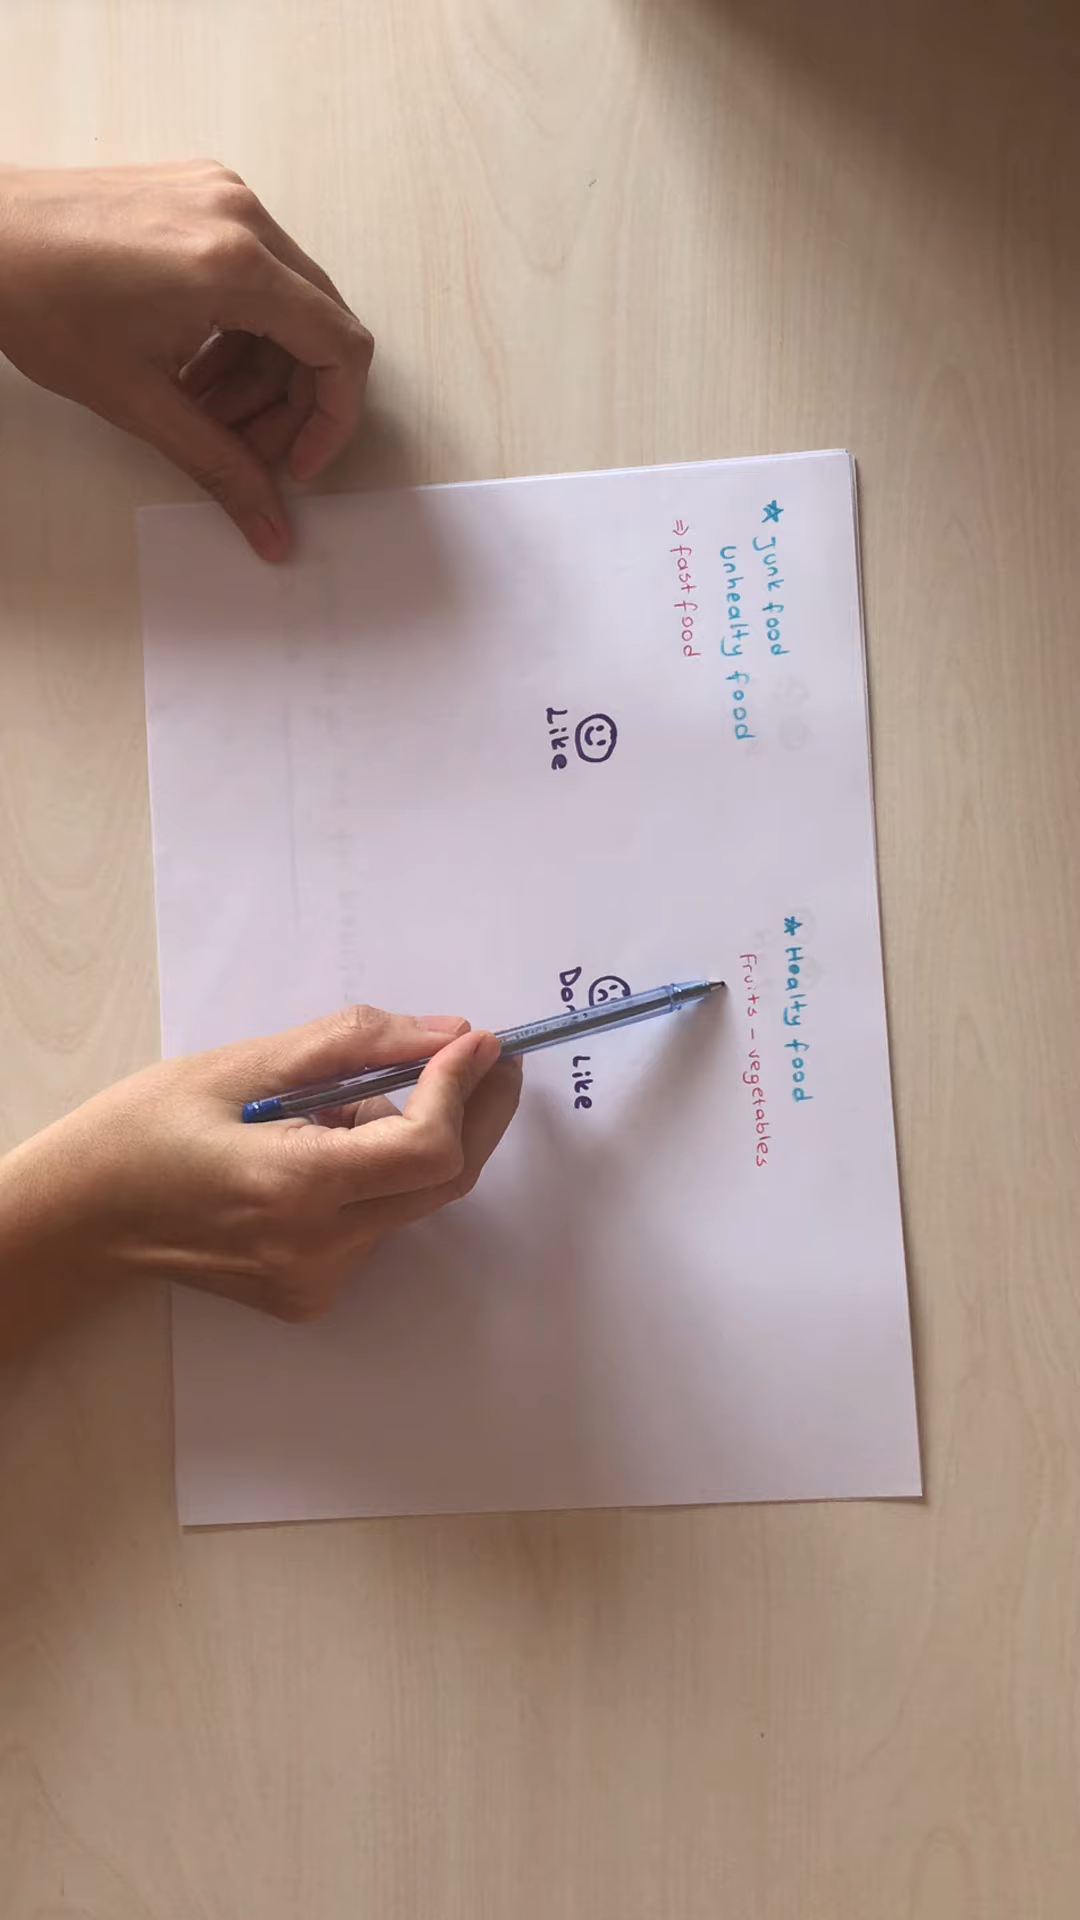 ☆ Junk food
unhealty food
⇒ fast food
☆ Healty food
fruits - vegetables
Like
Like